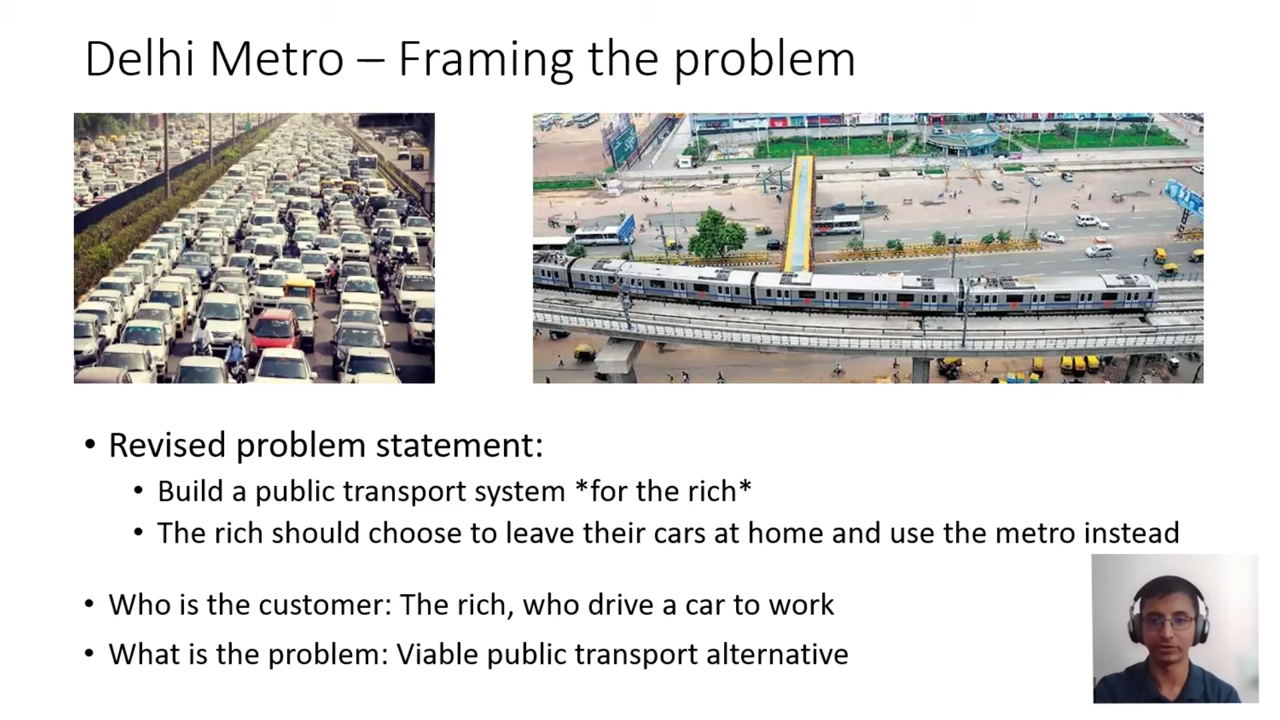 Delhi Metro – Framing the problem
• Revised problem statement:
• Build a public transport system *for the rich*
• The rich should choose to leave their cars at home and use the metro instead
• Who is the customer: The rich, who drive a car to work
• What is the problem: Viable public transport alternative